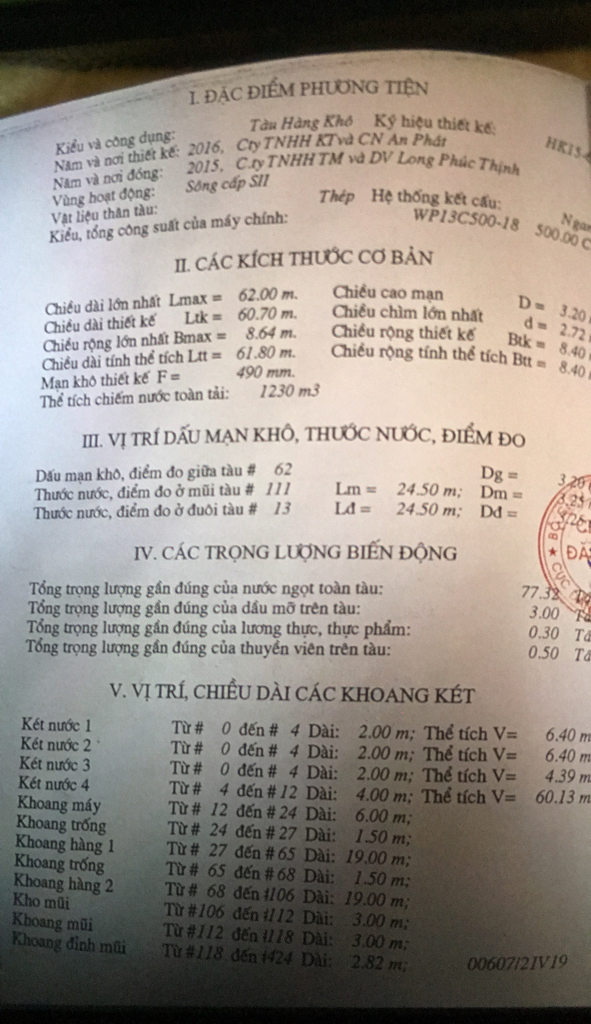 I. ĐẶC ĐIỂM PHƯƠNG TIỆN
Kiểu và công dụng: Tàu Hàng Khô Ký hiệu thiết kế: HK15-
Năm và nơi thiết kế: 2016, Cty TNHH KT và CN An Phát
Năm và nơi đóng: 2015, C.ty TNHH TM và DV Long Phúc Thịnh
Vùng hoạt động: Sông cấp SII
Vật liệu thân tàu: Thép Hệ thống kết cấu: Ngan
Kiểu, tổng công suất của máy chính: WP13C500-18 500.00 C
II. CÁC KÍCH THƯỚC CƠ BẢN
Chiều dài lớn nhất Lmax = 62.00 m. Chiều cao mạn D = 3.20
Chiều dài thiết kế Ltk = 60.70 m. Chiều chìm lớn nhất d = 2.72
Chiều rộng lớn nhất Bmax = 8.64 m. Chiều rộng thiết kế Btk = 8.40
Chiều dài tính thể tích Ltt = 61.80 m. Chiều rộng tính thể tích Btt = 8.40
Mạn khô thiết kế F = 490 mm.
Thể tích chiếm nước toàn tải: 1230 m3
III. VỊ TRÍ DẤU MẠN KHÔ, THƯỚC NƯỚC, ĐIỂM ĐO
Dấu mạn khô, điểm đo giữa tàu # 62 Dg = 3.20
Thước nước, điểm đo ở mũi tàu # 111 Lm = 24.50 m; Dm =
Thước nước, điểm đo ở đuôi tàu # 13 Lđ = 24.50 m; Dđ =
IV. CÁC TRỌNG LƯỢNG BIẾN ĐỘNG
Tổng trọng lượng gần đúng của nước ngọt toàn tàu: 77.32
Tổng trọng lượng gần đúng của dầu mỡ trên tàu: 3.00 Tấ
Tổng trọng lượng gần đúng của lương thực, thực phẩm: 0.30 Tấ
Tổng trọng lượng gần đúng của thuyền viên trên tàu: 0.50 Tấ
V. VỊ TRÍ, CHIỀU DÀI CÁC KHOANG KÉT
Két nước 1 Từ # 0 đến # 4 Dài: 2.00 m; Thể tích V= 6.40 m
Két nước 2 Từ # 0 đến # 4 Dài: 2.00 m; Thể tích V= 6.40 m
Két nước 3 Từ # 0 đến # 4 Dài: 2.00 m; Thể tích V= 4.39 m
Két nước 4 Từ # 4 đến # 12 Dài: 4.00 m; Thể tích V= 60.13 m
Khoang máy Từ # 12 đến # 24 Dài: 6.00 m;
Khoang trống Từ # 24 đến # 27 Dài: 1.50 m;
Khoang hàng 1 Từ # 27 đến # 65 Dài: 19.00 m;
Khoang trống Từ # 65 đến # 68 Dài: 1.50 m;
Khoang hàng 2 Từ # 68 đến #106 Dài: 19.00 m;
Kho mũi Từ #106 đến #112 Dài: 3.00 m;
Khoang mũi Từ #112 đến #118 Dài: 3.00 m;
Khoang đỉnh mũi Từ #118 đến #124 Dài: 2.82 m;
00607/21V19